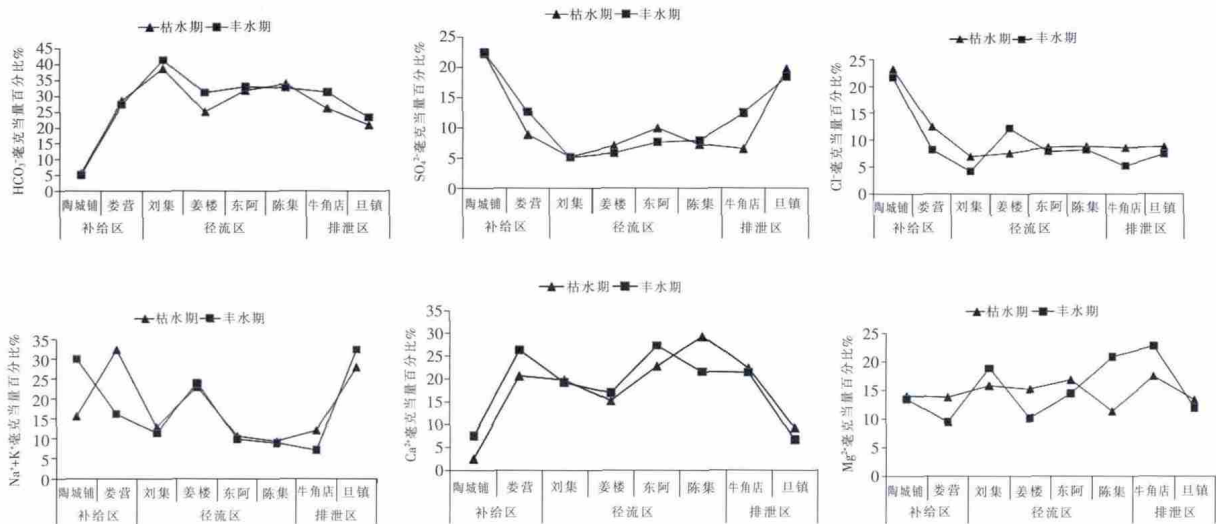 枯水期 丰水期
HCO₃⁻毫克当量百分比%
45
40
35
30
25
20
15
10
5
0
陶城铺 娄营 刘集 姜楼 东阿 陈集 牛角店 旦镇
补给区 径流区 排泄区
枯水期 丰水期
SO₄²⁻毫克当量百分比%
25
20
15
10
5
0
陶城铺 娄营 刘集 姜楼 东阿 陈集 牛角店 旦镇
补给区 径流区 排泄区
枯水期 丰水期
Cl⁻毫克当量百分比%
25
20
15
10
5
0
陶城铺 娄营 刘集 姜楼 东阿 陈集 牛角店 旦镇
补给区 径流区 排泄区
枯水期 丰水期
Na⁺+K⁺毫克当量百分比%
35
30
25
20
15
10
5
0
陶城铺 娄营 刘集 姜楼 东阿 陈集 牛角店 旦镇
补给区 径流区 排泄区
枯水期 丰水期
Ca²⁺毫克当量百分比%
35
30
25
20
15
10
5
0
陶城铺 娄营 刘集 姜楼 东阿 陈集 牛角店 旦镇
补给区 径流区 排泄区
枯水期 丰水期
Mg²⁺毫克当量百分比%
25
20
15
10
5
0
陶城铺 娄营 刘集 姜楼 东阿 陈集 牛角店 旦镇
补给区 径流区 排泄区